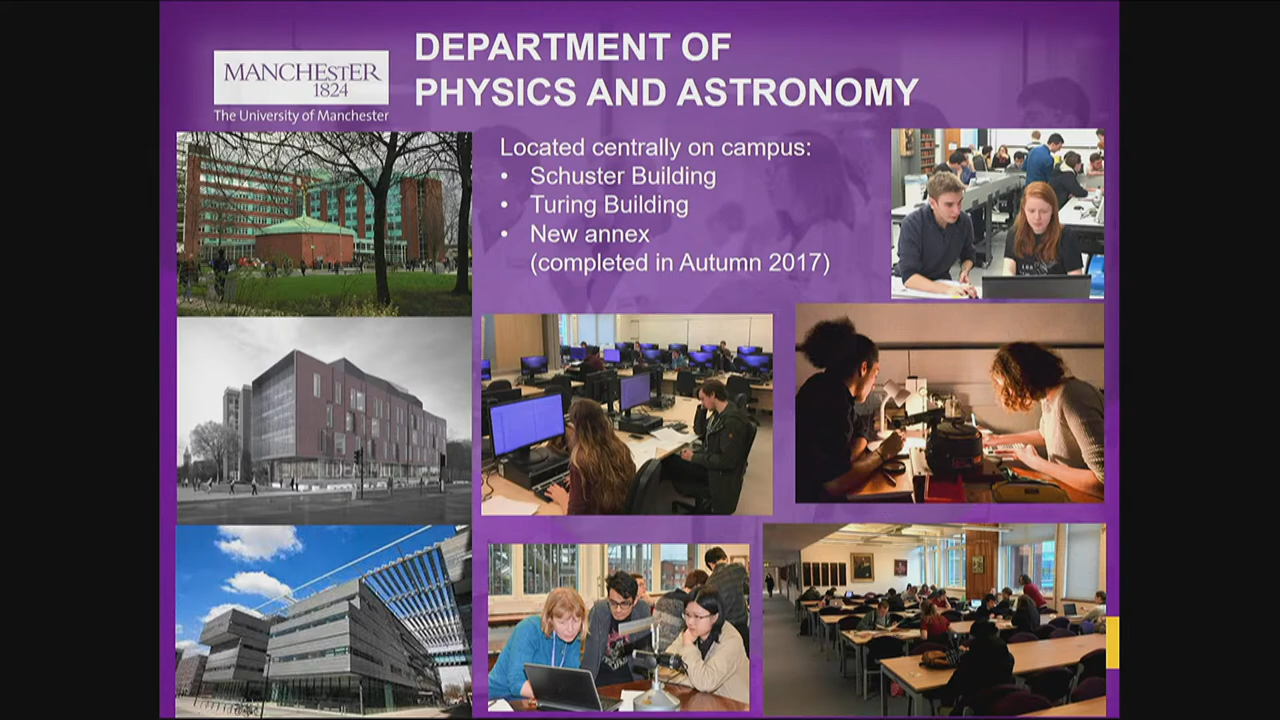 MANCHESTER
1824
The University of Manchester
DEPARTMENT OF
PHYSICS AND ASTRONOMY
Located centrally on campus:
• Schuster Building
• Turing Building
• New annex
(completed in Autumn 2017)